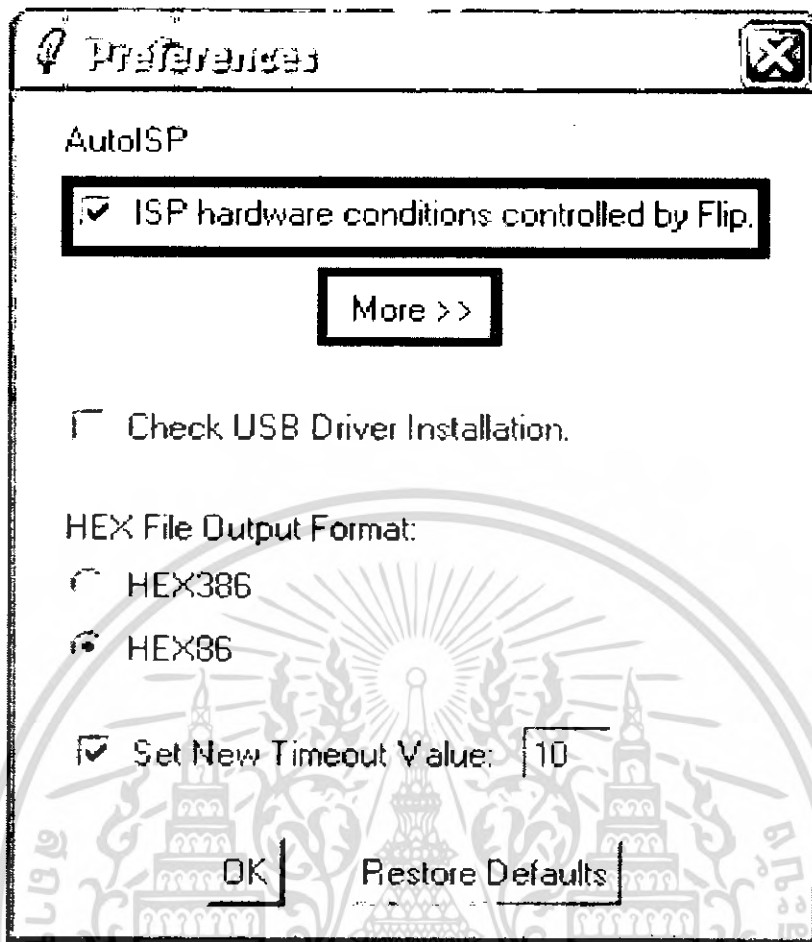 Preferences
AutoISP
ISP hardware conditions controlled by Flip.
More >>
Check USB Driver Installation.
HEX File Output Format:
HEX386
HEX86
Set New Timeout Value: 10
OK Restore Defaults